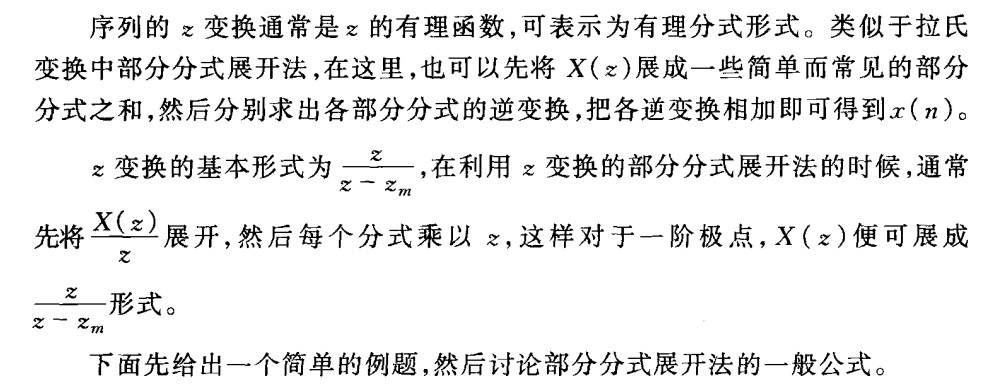 序列的 z 变换通常是 z 的有理函数,可表示为有理分式形式。类似于拉氏
变换中部分分式展开法,在这里,也可以先将 X(z)展成一些简单而常见的部分
分式之和,然后分别求出各部分分式的逆变换,把各逆变换相加即可得到x(n)。
z 变换的基本形式为 \frac{z}{z - z_m},在利用 z 变换的部分分式展开法的时候,通常
先将 \frac{X(z)}{z} 展开,然后每个分式乘以 z,这样对于一阶极点,X(z)便可展成
\frac{z}{z - z_m}形式。
下面先给出一个简单的例题,然后讨论部分分式展开法的一般公式。